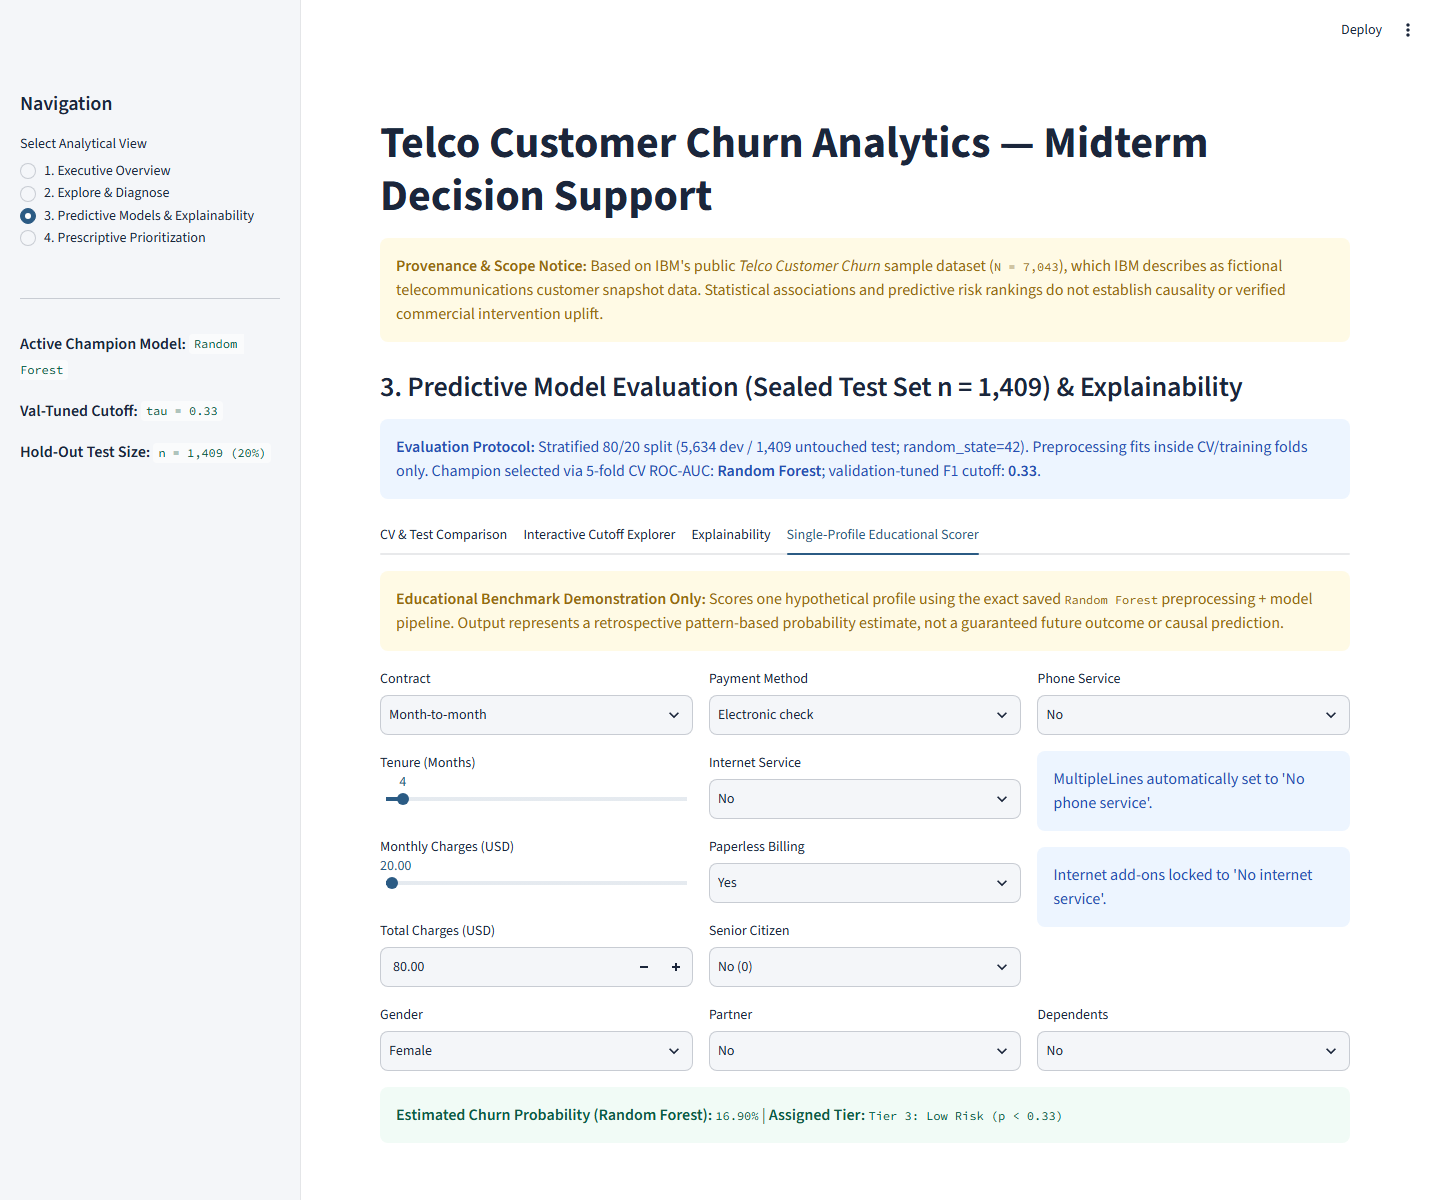 Deploy
Navigation
Select Analytical View
1. Executive Overview
2. Explore & Diagnose
3. Predictive Models & Explainability
4. Prescriptive Prioritization
Active Champion Model: Random
Forest
Val-Tuned Cutoff: tau = 0.33
Hold-Out Test Size: n = 1,409 (20%)
Telco Customer Churn Analytics — Midterm
Decision Support
Provenance & Scope Notice: Based on IBM's public Telco Customer Churn sample dataset (N = 7,043), which IBM describes as fictional
telecommunications customer snapshot data. Statistical associations and predictive risk rankings do not establish causality or verified
commercial intervention uplift.
3. Predictive Model Evaluation (Sealed Test Set n = 1,409) & Explainability
Evaluation Protocol: Stratified 80/20 split (5,634 dev / 1,409 untouched test; random_state=42). Preprocessing fits inside CV/training folds
only. Champion selected via 5-fold CV ROC-AUC: Random Forest; validation-tuned F1 cutoff: 0.33.
CV & Test Comparison Interactive Cutoff Explorer Explainability Single-Profile Educational Scorer
Educational Benchmark Demonstration Only: Scores one hypothetical profile using the exact saved Random Forest preprocessing + model
pipeline. Output represents a retrospective pattern-based probability estimate, not a guaranteed future outcome or causal prediction.
Contract Payment Method Phone Service
Month-to-month Electronic check No
Tenure (Months) Internet Service
4
No
MultipleLines automatically set to 'No
phone service'.
Monthly Charges (USD) Paperless Billing
20.00
Yes
Internet add-ons locked to 'No internet
service'.
Total Charges (USD) Senior Citizen
80.00 No (0)
Gender Partner Dependents
Female No No
Estimated Churn Probability (Random Forest): 16.90% | Assigned Tier: Tier 3: Low Risk (p < 0.33)